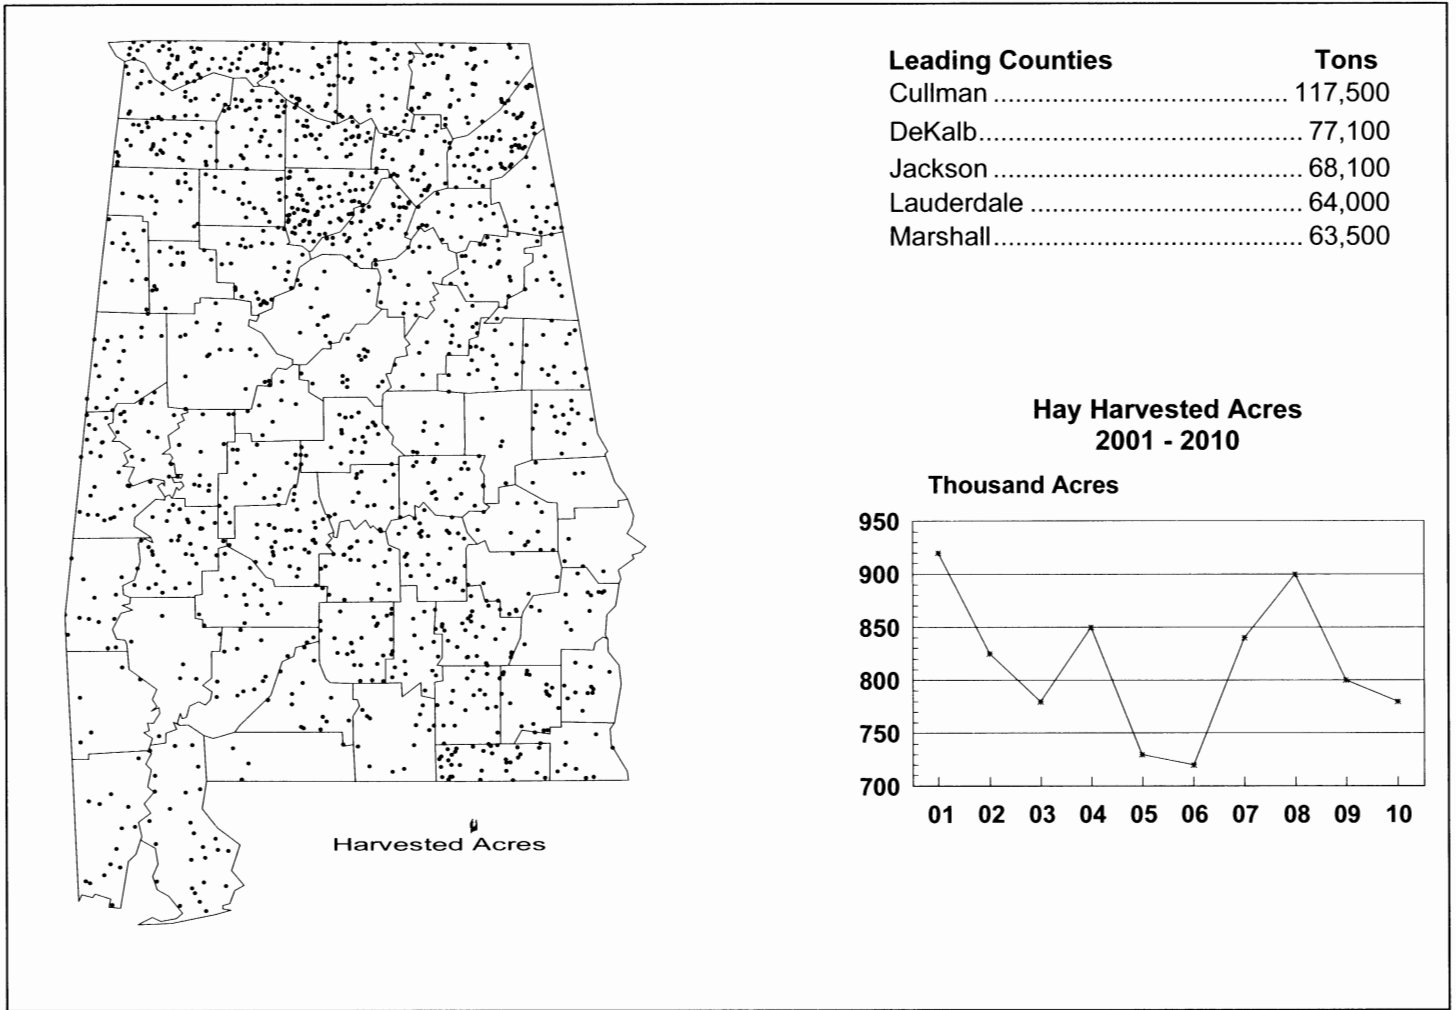 Leading Counties Tons
Cullman ..................................... 117,500
DeKalb......................................... 77,100
Jackson ....................................... 68,100
Lauderdale .................................. 64,000
Marshall....................................... 63,500
Hay Harvested Acres
2001 - 2010
Thousand Acres
950
900
850
800
750
700
01 02 03 04 05 06 07 08 09 10
Harvested Acres